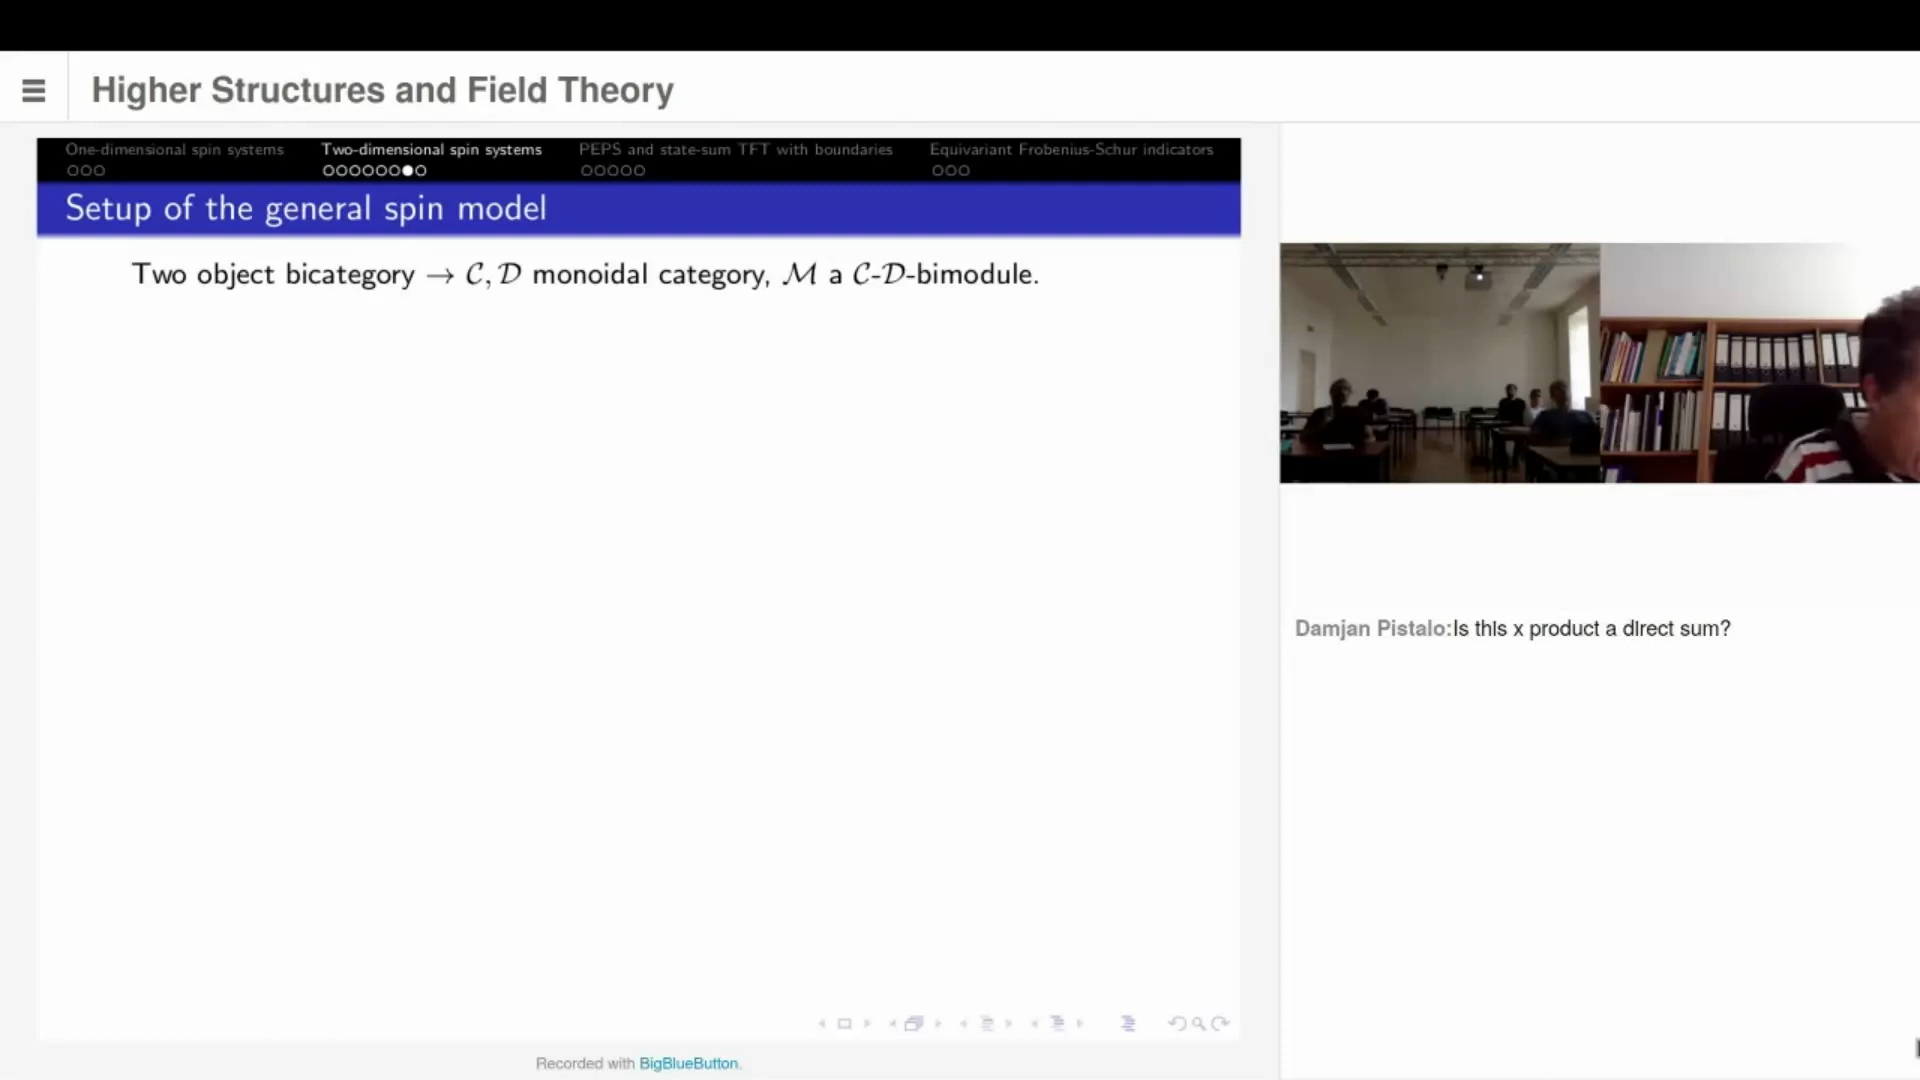 Higher Structures and Field Theory
One-dimensional spin systems Two-dimensional spin systems PEPS and state-sum TFT with boundaries Equivariant Frobenius-Schur indicators
Setup of the general spin model
Two object bicategory → 𝒞, 𝒟 monoidal category, ℳ a 𝒞-𝒟-bimodule.
Damjan Pistalo:Is this x product a direct sum?
Recorded with BigBlueButton.